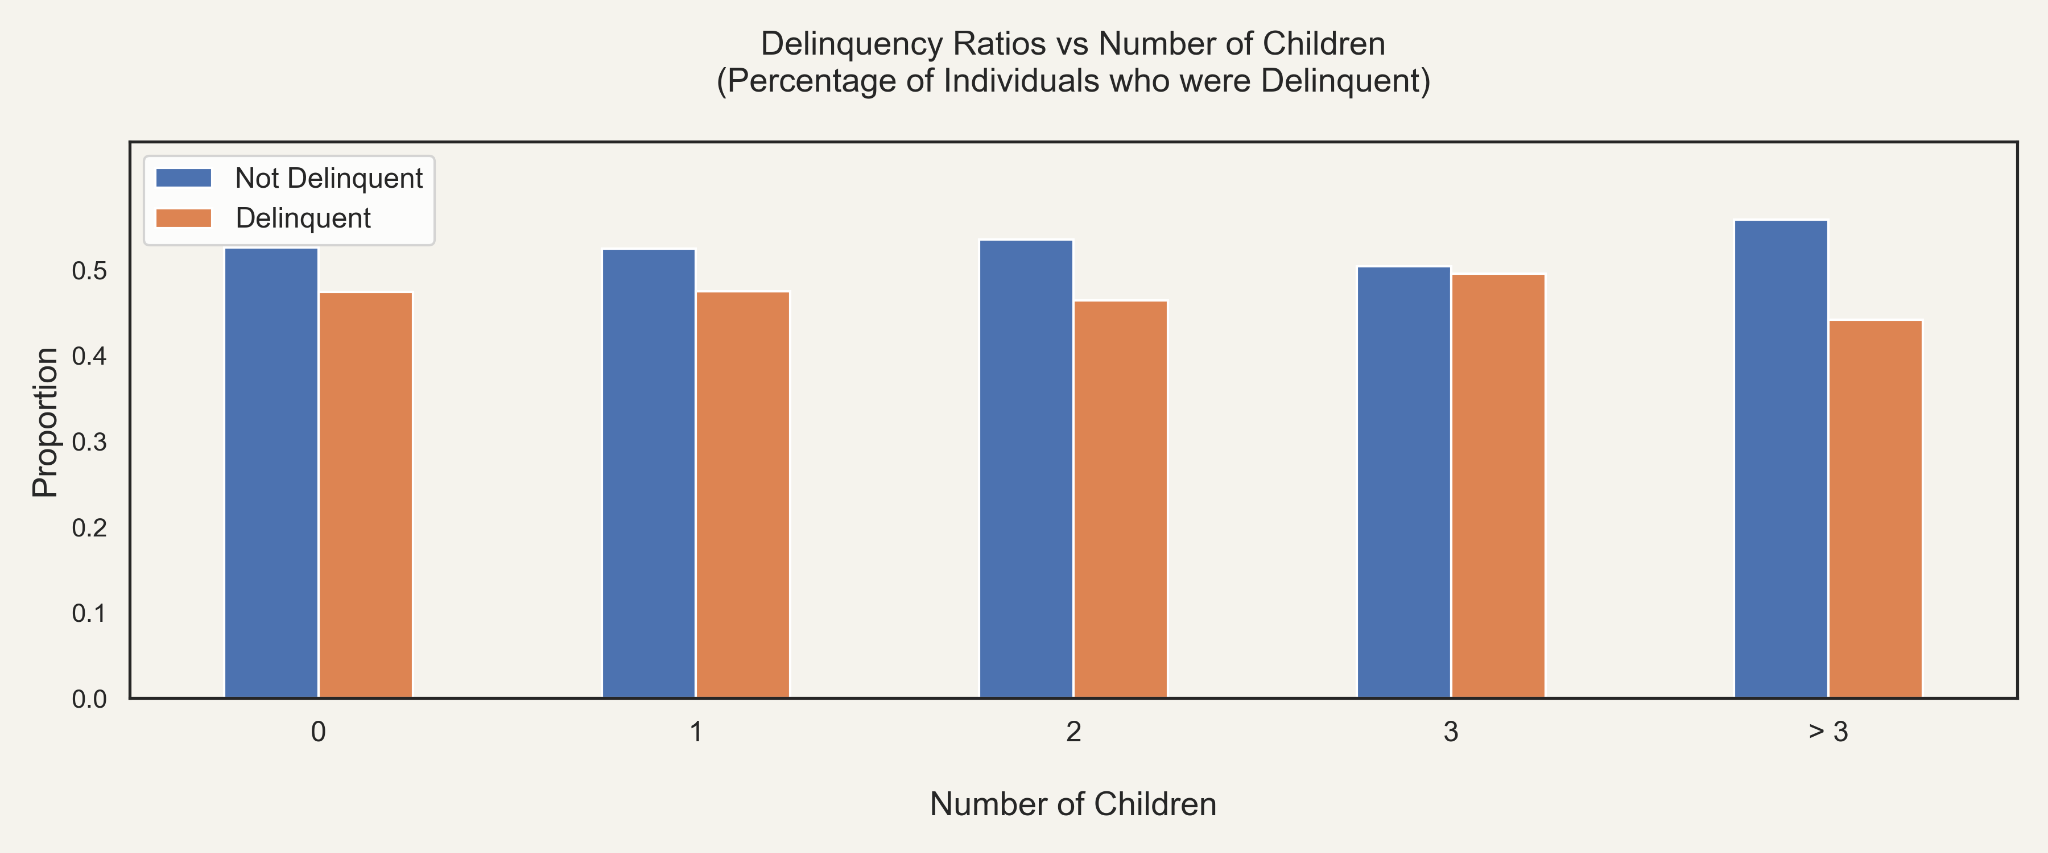 Delinquency Ratios vs Number of Children
(Percentage of Individuals who were Delinquent)
Not Delinquent
Delinquent
0.5
0.4
0.3
0.2
0.1
0.0
Proportion
0 1 2 3 > 3
Number of Children